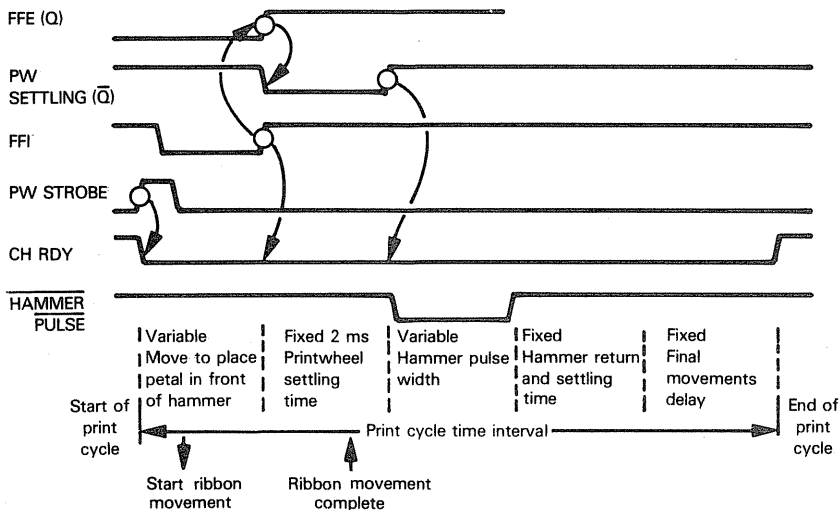 FFE (Q)
PW
SETTLING (Q̅)
FFI
PW STROBE
CH RDY
HAMMER
PULSE
Variable
Move to place
petal in front
of hammer
Fixed 2 ms
Printwheel
settling
time
Variable
Hammer pulse
width
Fixed
Hammer return
and settling
time
Fixed
Final
movements
delay
Start of
print
cycle
Print cycle time interval
End of
print
cycle
Start ribbon
movement
Ribbon movement
complete